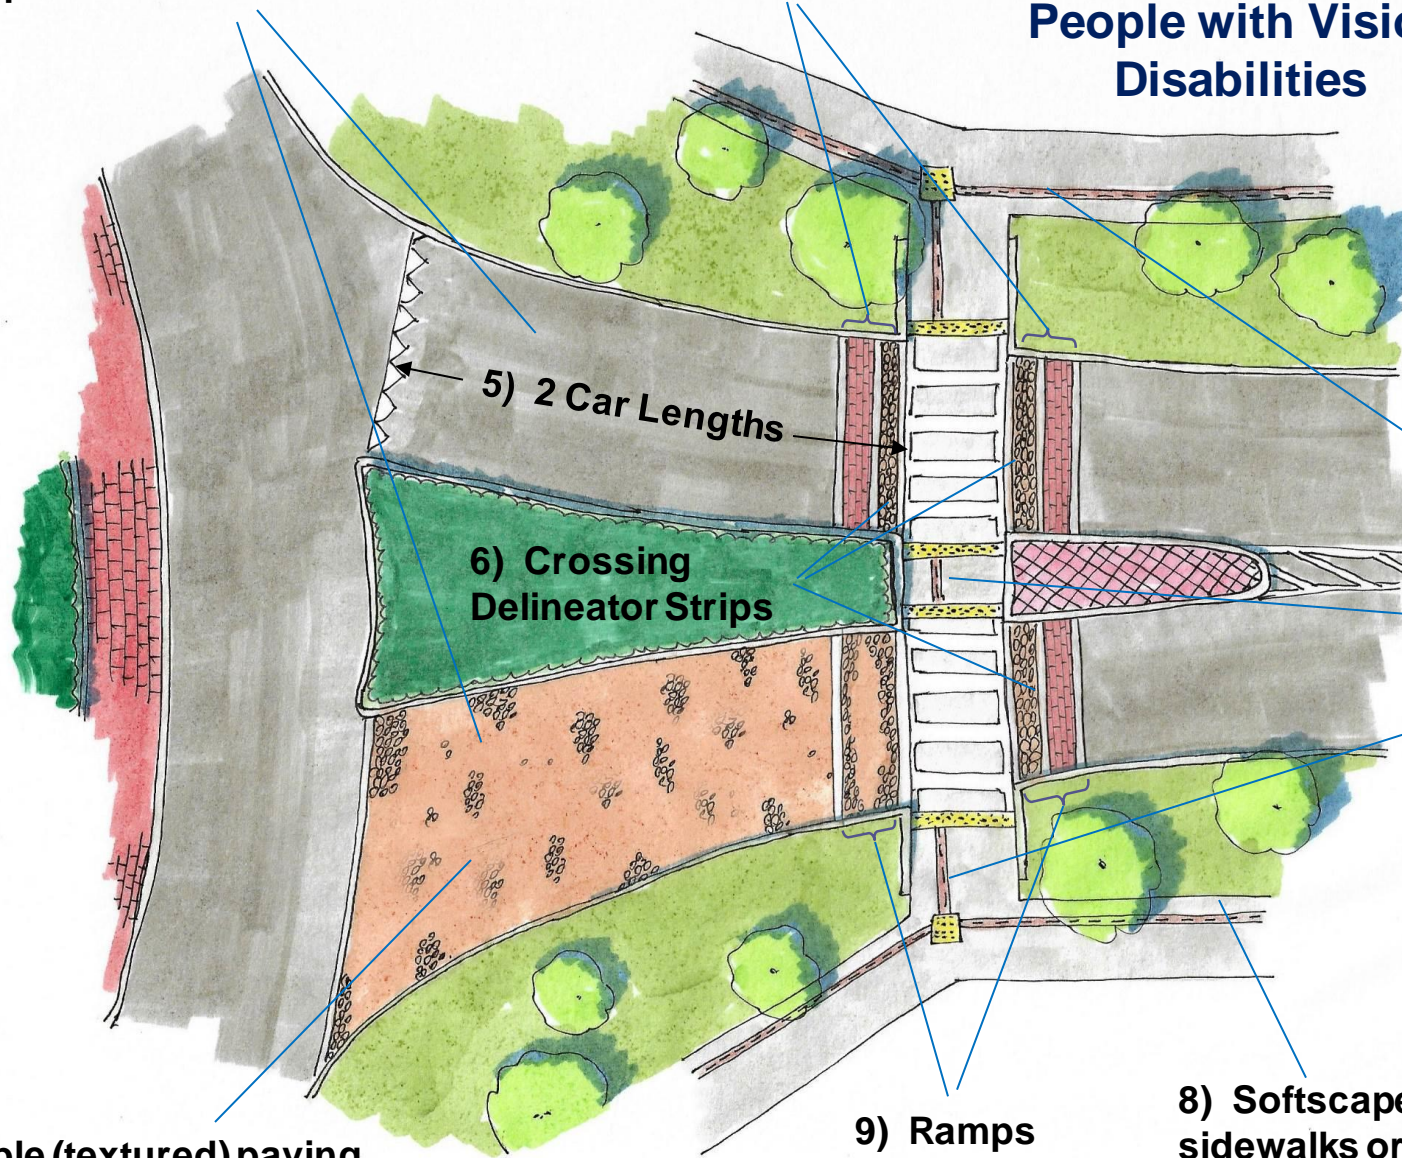 People with Visio
Disabilities
5) 2 Car Lengths
6) Crossing
Delineator Strips
9) Ramps
8) Softscape
sidewalks or
ble (textured) paving